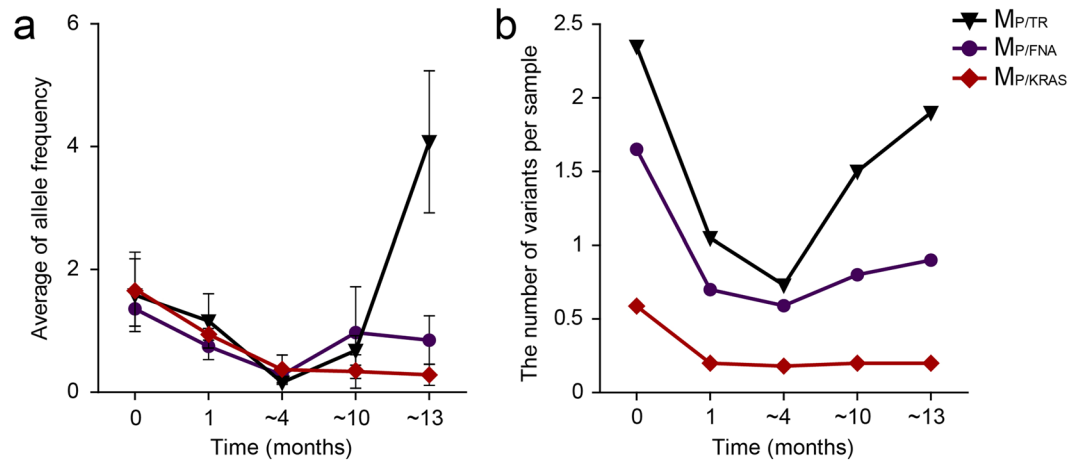 a
6
4
2
0
Average of allele frequency
0 1 ~4 ~10 ~13
Time (months)
b
2.5
2
1.5
1
0.5
0
The number of variants per sample
0 1 ~4 ~10 ~13
Time (months)
MP/TR
MP/FNA
MP/KRAS